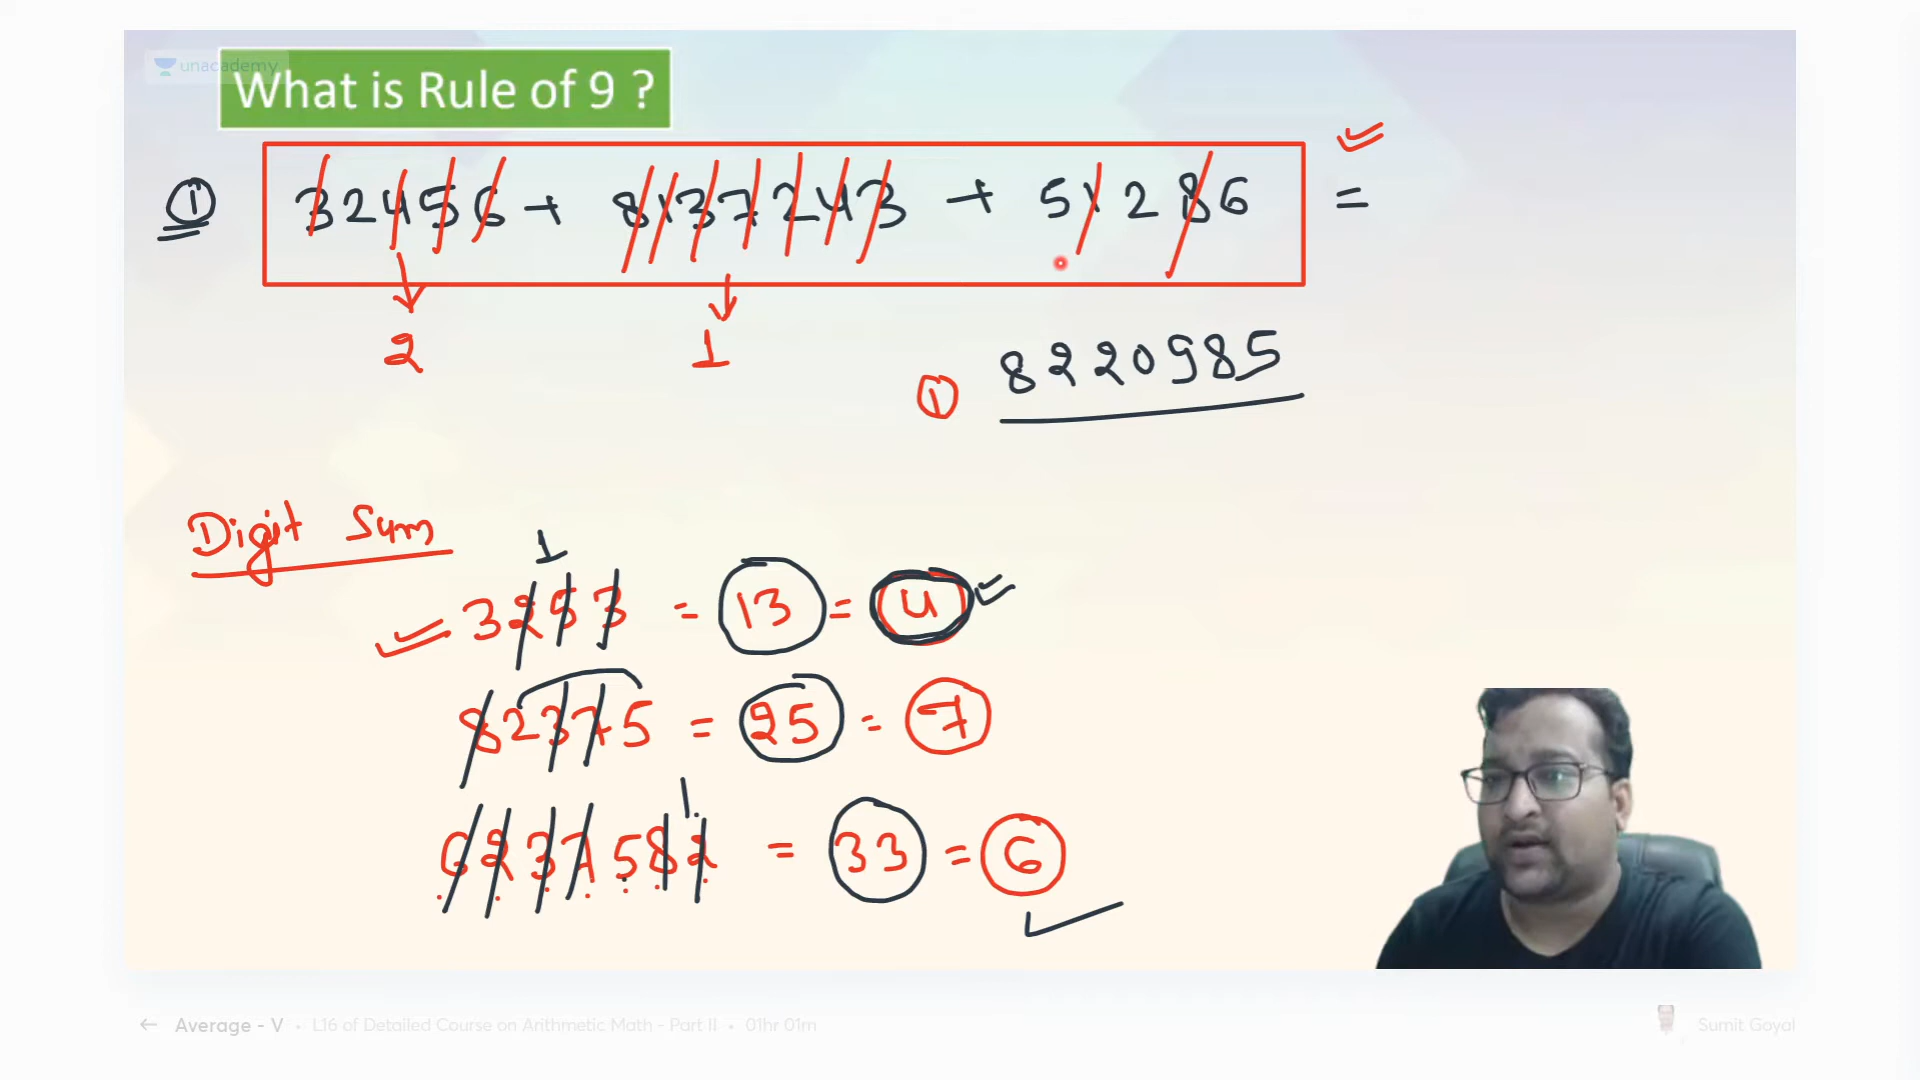 unacademy
What is Rule of 9 ?
① 32456 + 8137243 + 51286 =
2 1
① 8220985
Digit Sum
1
3253 = 13 = 4
82375 = 25 = 7
1
6237582 = 33 = 6
Average - V • L16 of Detailed Course on Arithmetic Math - Part II • 01hr 01m
Sumit Goyal